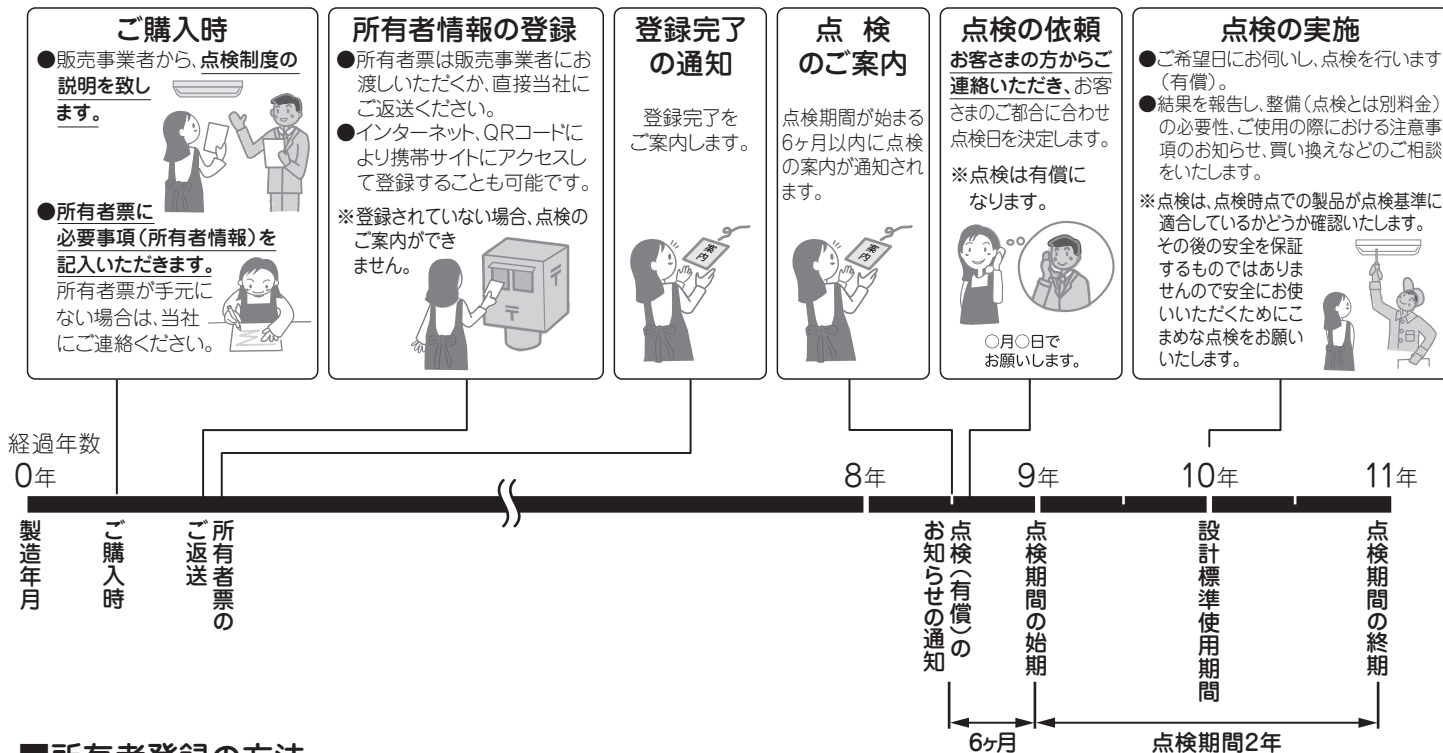 ご購入時
●販売事業者から、点検制度の
説明を致し
ます。
●所有者票に
必要事項(所有者情報)を
記入いただきます。
所有者票が手元に
ない場合は、当社
にご連絡ください。
所有者情報の登録
●所有者票は販売事業者にお
渡しいただくか、直接当社に
ご返送ください。
●インターネット、QRコードに
より携帯サイトにアクセスし
て登録することも可能です。
※登録されていない場合、点検の
ご案内ができ
ません。
〒
〒
登録完了
の通知
登録完了を
ご案内します。
案内
点 検
のご案内
点検期間が始まる
6ヶ月以内に点検
の案内が通知され
ます。
案内
点検の依頼
お客さまの方からご
連絡いただき、お客
さまのご都合に合わせ
点検日を決定します。
※点検は有償に
なります。
○月○日で
お願いします。
点検の実施
●ご希望日にお伺いし、点検を行います
(有償)。
●結果を報告し、整備(点検とは別料金)
の必要性、ご使用の際における注意事
項のお知らせ、買い換えなどのご相談
をいたします。
※点検は、点検時点での製品が点検基準に
適合しているかどうか確認いたします。
その後の安全を保証
するものではありま
せんので安全にお使
いいただくためにこ
まめな点検をお願い
いたします。
経過年数
0年
8年
9年
10年
11年
製造年月
ご購入時
所有者票の
ご返送
点検(有償)の
お知らせの通知
点検期間の始期
設計標準使用期間
点検期間の終期
6ヶ月
点検期間2年
■所有者登録の方法